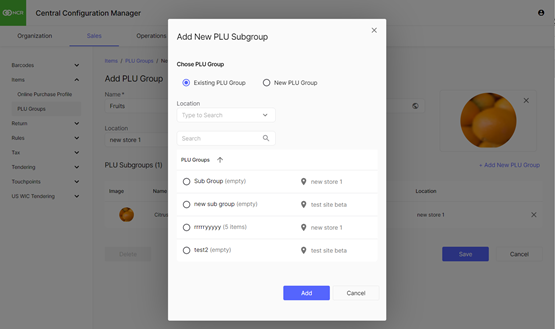 NCR
Central Configuration Manager
Organization Sales Operations
Items / PLU Groups / New
Barcodes
Items
Online Purchase Profile
PLU Groups
Return
Rules
Tax
Tendering
Touchpoints
US WIC Tendering
Add PLU Group
Name *
Fruits
Location
new store 1
PLU Subgroups (1)
+ Add New PLU Group
Image Name Location
Citrus new store 1
Delete
Save Cancel
Add New PLU Subgroup
Chose PLU Group
Existing PLU Group New PLU Group
Location
Type to Search
Search
PLU Groups
Sub Group (empty) new store 1
new sub group (empty) test site beta
rrrrryyyyy (5 items) new store 1
test2 (empty) test site beta
Add Cancel